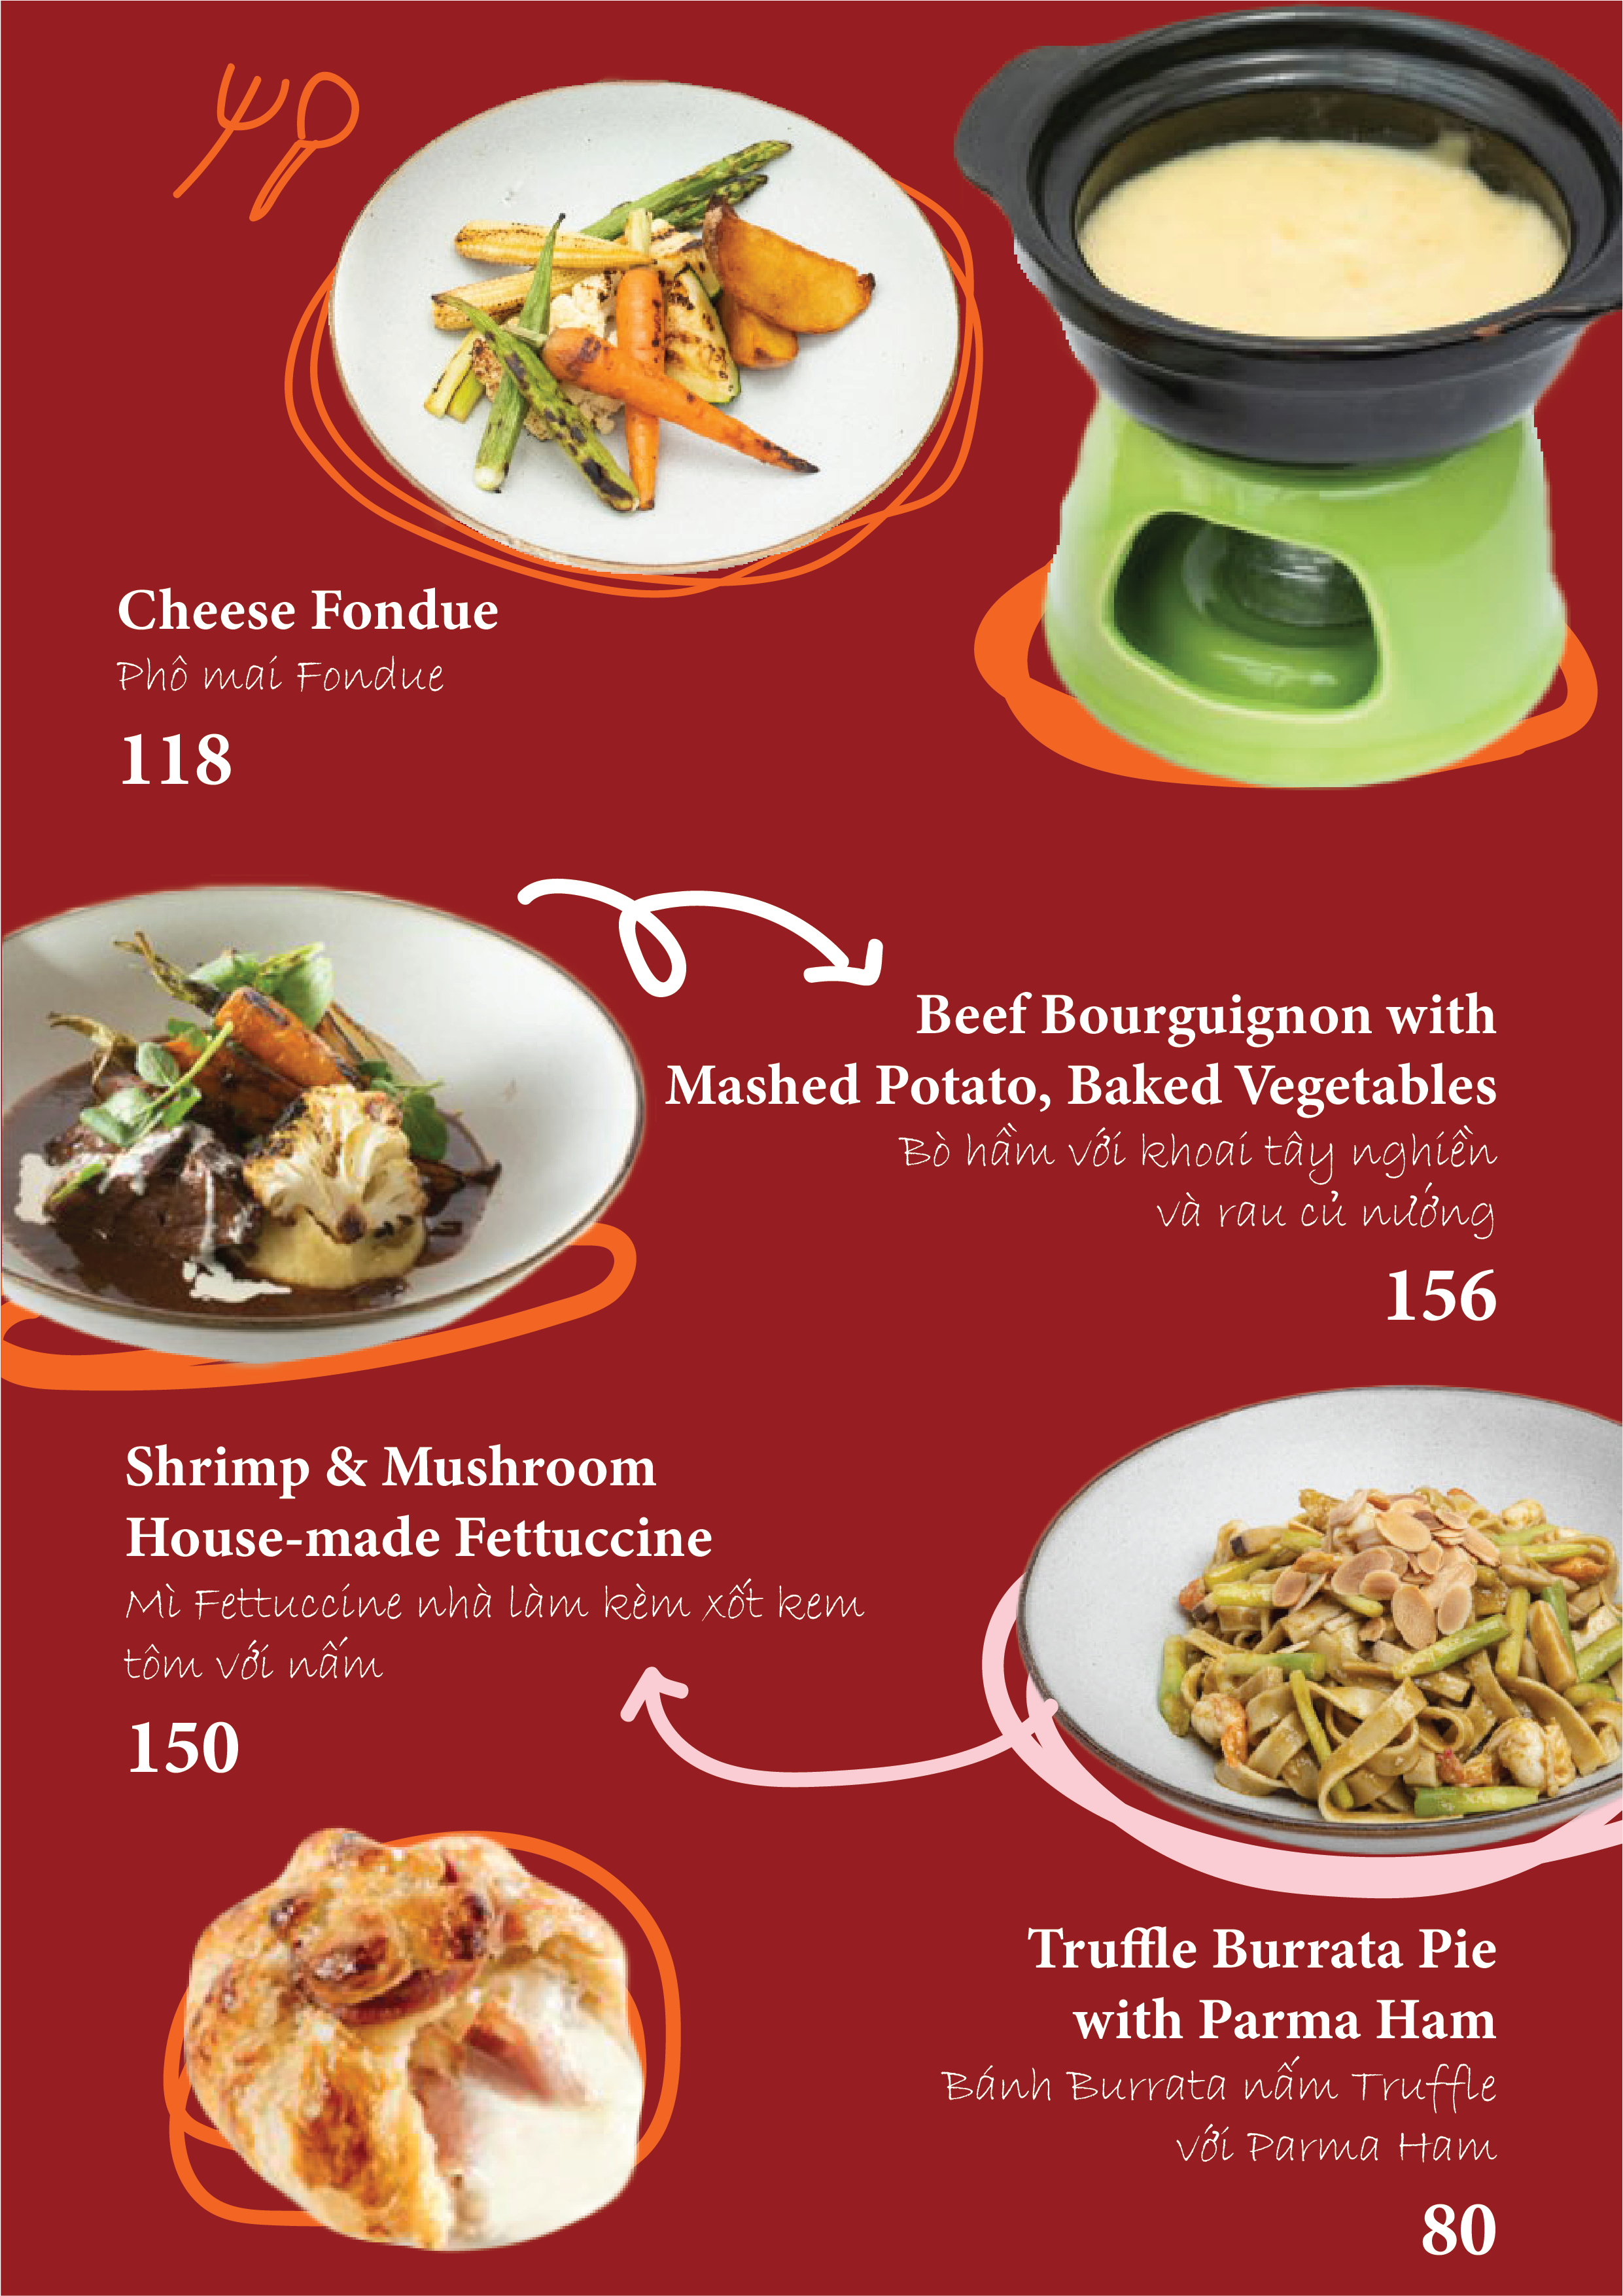 Cheese Fondue
Phô mai Fondue
118
Beef Bourguignon with
Mashed Potato, Baked Vegetables
Bò hầm với khoai tây nghiền
và rau củ nướng
156
Shrimp & Mushroom
House-made Fettuccine
Mì Fettuccine nhà làm kèm xốt kem
tôm với nấm
150
Truffle Burrata Pie
with Parma Ham
Bánh Burrata nấm Truffle
với Parma Ham
80